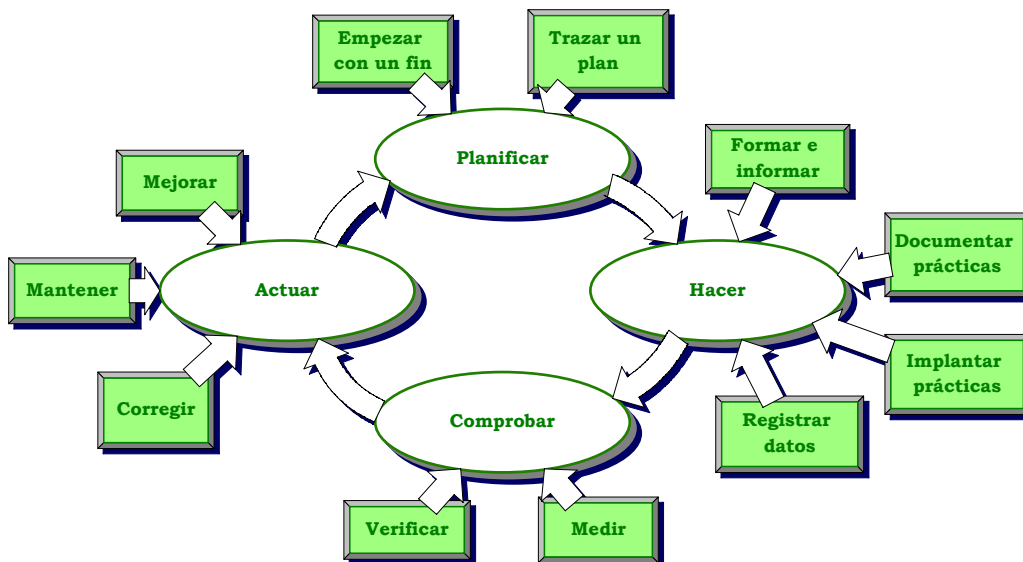 Empezar
con un fin
Trazar un
plan
Planificar
Formar e
informar
Mejorar
Documentar
prácticas
Mantener
Actuar
Hacer
Implantar
prácticas
Corregir
Comprobar
Registrar
datos
Verificar
Medir